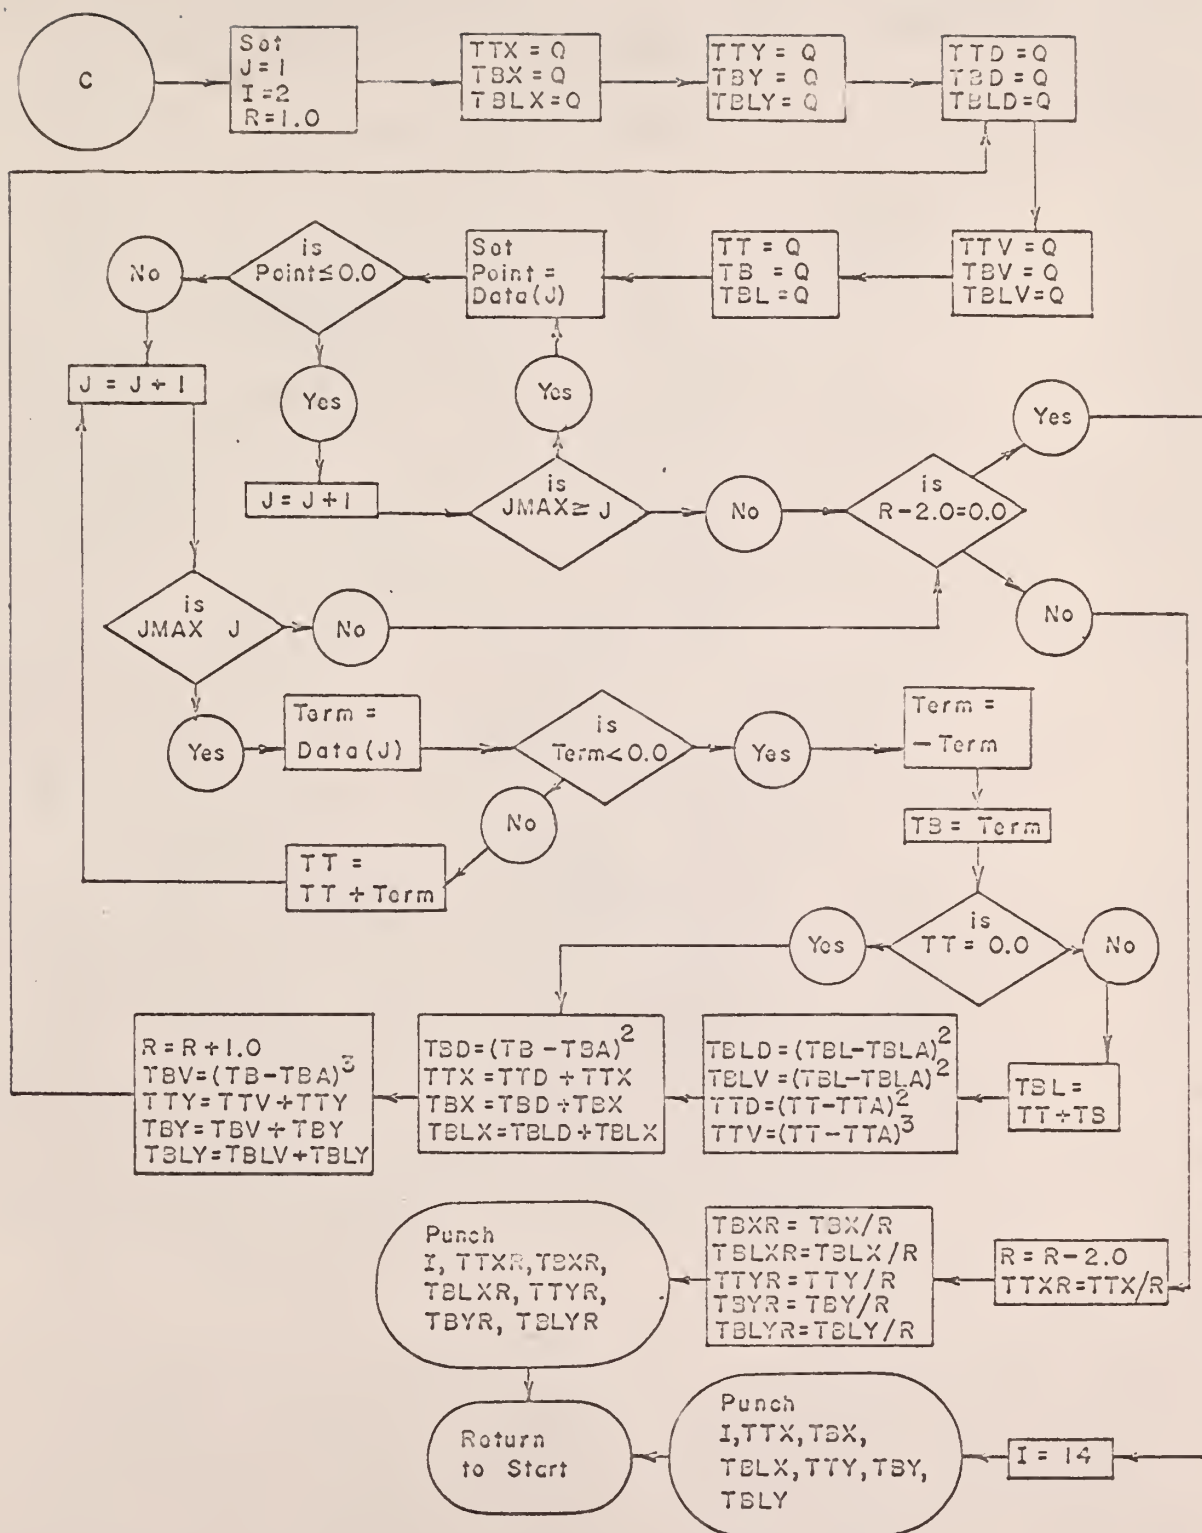 C
Set
J=1
I=2
R=1.0
TTX = Q
TBX = Q
TBLX=Q
TTY = Q
TBY = Q
TBLY= Q
TTD=Q
TBD=Q
TBLD=Q
No
is
Point≤0.0
Set
Point =
Data(J)
TT = Q
TB = Q
TBL=Q
TTV=Q
TBV=Q
TBLV=Q
J = J + 1
Yes
Yes
Yes
J = J+1
is
JMAX≥ J
No
is
R-2.0=0.0
is
JMAX J
No
No
Yes
Term =
Data(J)
is
Term<0.0
Yes
Term =
- Term
No
TB= Term
TT =
TT + Term
Yes
is
TT = 0.0
No
R=R+1.0
TBV=(TB-TBA)³
TTY=TTV+TTY
TBY=TBV+TBY
TBLY=TBLV+TBLY
TBD=(TB-TBA)²
TTX=TTD+TTX
TBX=TBD+TBX
TBLX=TBLD+TBLX
TBLD=(TBL-TBLA)²
TBLV=(TBL-TBLA)²
TTD=(TT-TTA)²
TTV=(TT-TTA)³
TBL=
TT+TB
Punch
I, TTXR,TBXR,
TBLXR, TTYR,
TBYR, TBLYR
TBXR= TBX/R
TBLXR=TBLX/R
TTYR=TTY/R
TBYR=TBY/R
TBLYR=TBLY/R
R=R-2.0
TTXR=TTX/R
Return
to Start
Punch
I,TTX,TBX,
TBLX,TTY,TBY,
TBLY
I = 14